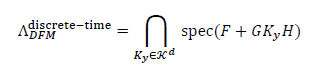 Λ_{DFM}^{discrete−time} = ⋂_{K_y∈𝒦^d} spec(F + GK_yH)